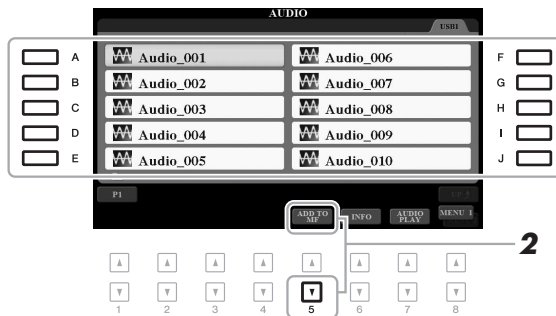 AUDIO
USB1
A Audio_001 Audio_006 F
B Audio_002 Audio_007 G
C Audio_003 Audio_008 H
D Audio_004 Audio_009 I
E Audio_005 Audio_010 J
P1 UP
ADD TO MF INFO AUDIO PLAY MENU 1
2
1 2 3 4 5 6 7 8